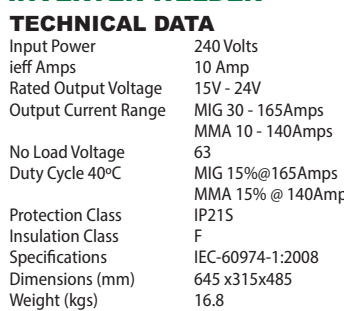 TECHNICAL DATA
Input Power 240 Volts
ieff Amps 10 Amp
Rated Output Voltage 15V - 24V
Output Current Range MIG 30 - 165Amps
MMA 10 - 140Amps
No Load Voltage 63
Duty Cycle 40ºC MIG 15%@165Amps
MMA 15% @ 140Amp
Protection Class IP21S
Insulation Class F
Specifications IEC-60974-1:2008
Dimensions (mm) 645 x315x485
Weight (kgs) 16.8